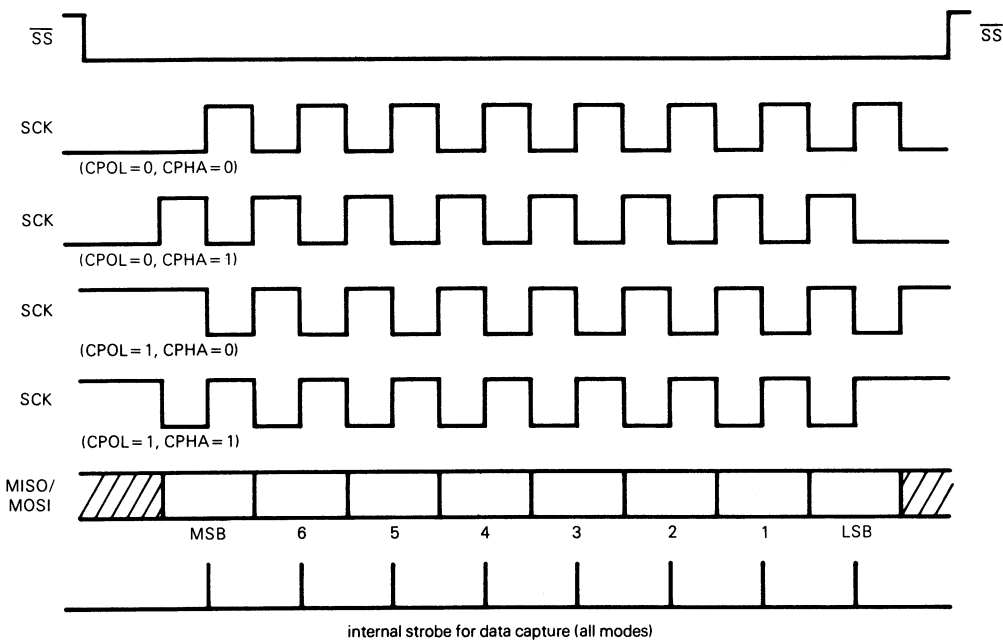 SS SS
SCK
(CPOL=0, CPHA=0)
SCK
(CPOL=0, CPHA=1)
SCK
(CPOL=1, CPHA=0)
SCK
(CPOL=1, CPHA=1)
MISO/
MOSI
MSB 6 5 4 3 2 1 LSB
internal strobe for data capture (all modes)